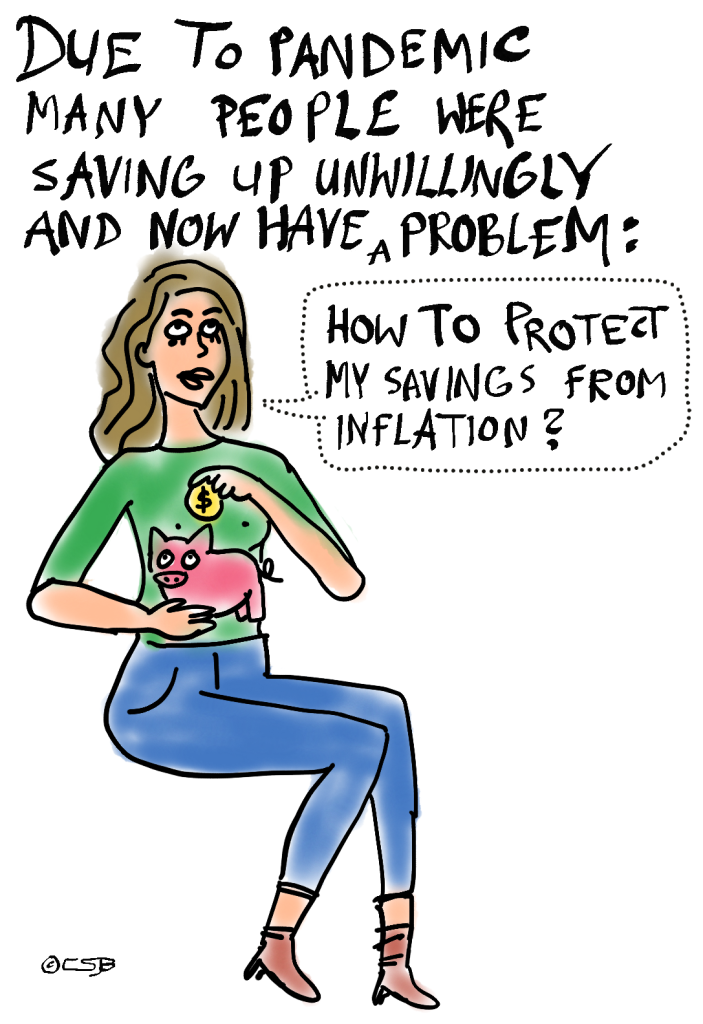 DUE TO PANDEMIC
MANY PEOPLE WERE
SAVING UP UNWILLINGLY
AND NOW HAVE A PROBLEM:
HOW TO PROTECT
MY SAVINGS FROM
INFLATION?
$
©CSB